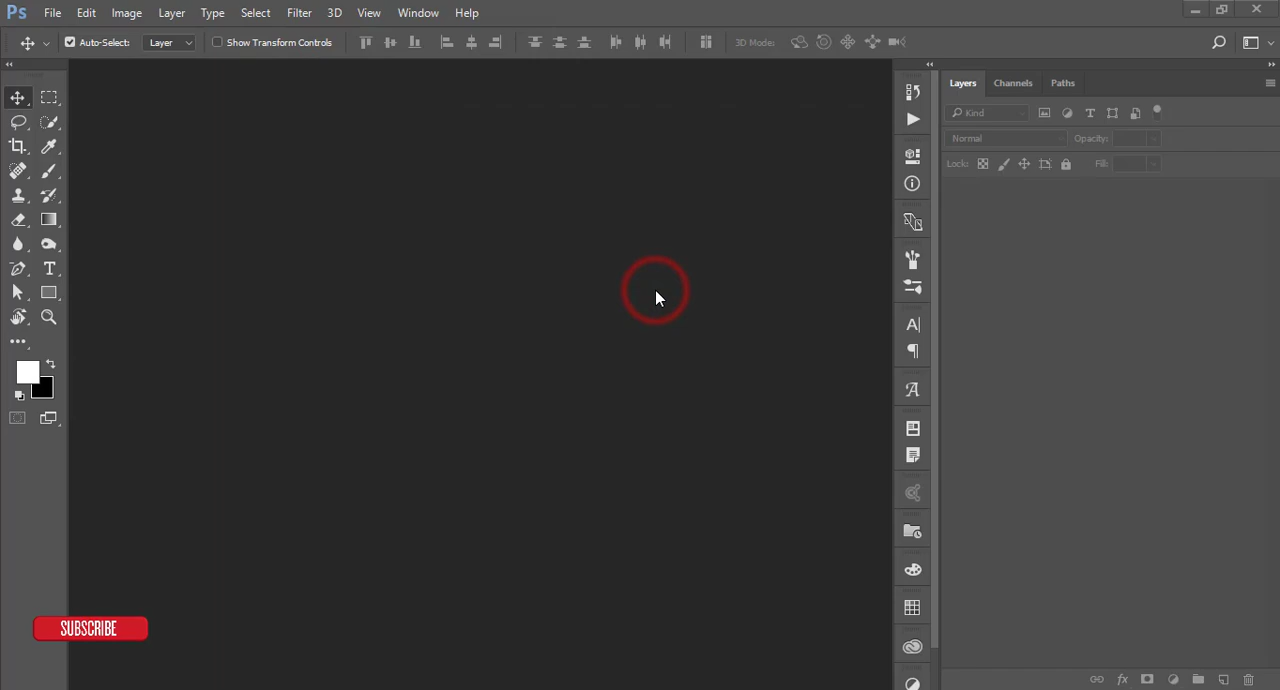 Ps File Edit Image Layer Type Select Filter 3D View Window Help
Auto-Select: Layer Show Transform Controls 3D Mode:
Layers Channels Paths
Kind
Normal Opacity:
Lock: Fill:
SUBSCRIBE